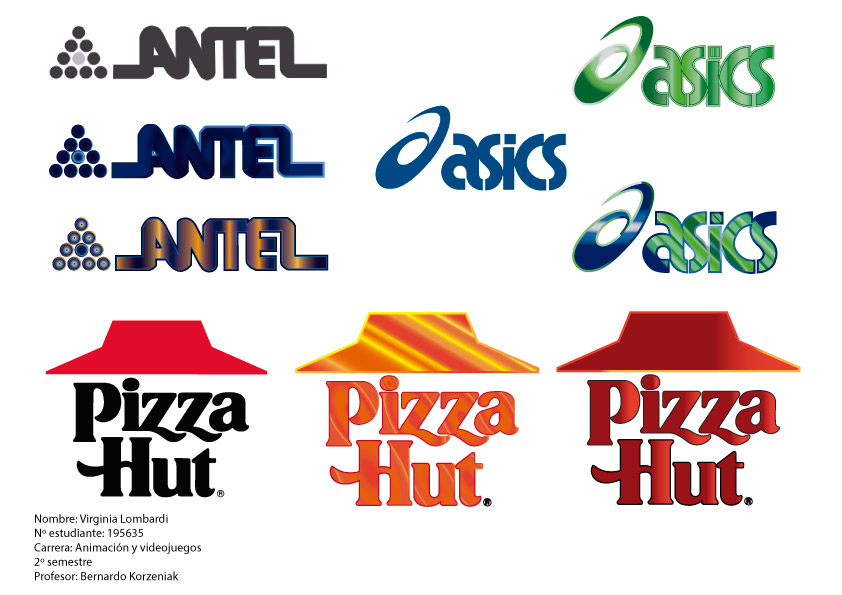 ANTEL
asics
ANTEL
asics
ANTEL
asics
Pizza
Hut®
Pizza
Hut®
Pizza
Hut®
Nombre: Virginia Lombardi
Nº estudiante: 195635
Carrera: Animación y videojuegos
2º semestre
Profesor: Bernardo Korzeniak